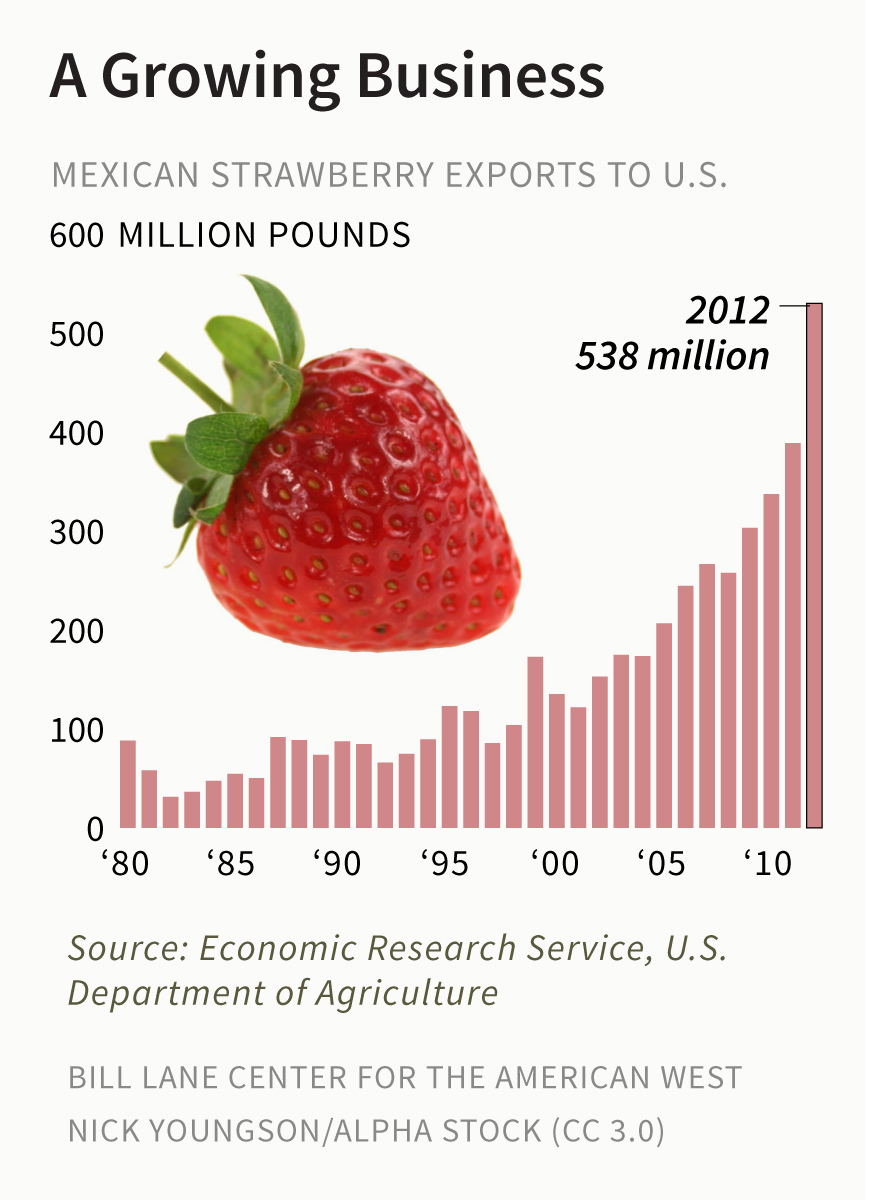 A Growing Business
MEXICAN STRAWBERRY EXPORTS TO U.S.
600 MILLION POUNDS
2012
500
538 million
400
300
200
100
0
‘80 ‘85 ‘90 ‘95 ‘00 ‘05 ‘10
Source: Economic Research Service, U.S.
Department of Agriculture
BILL LANE CENTER FOR THE AMERICAN WEST
NICK YOUNGSON/ALPHA STOCK (CC 3.0)